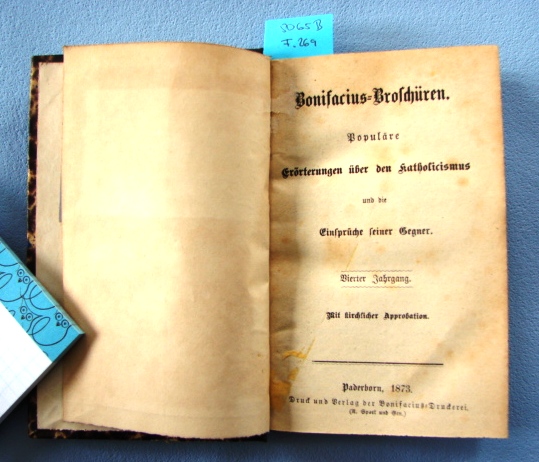 5065B
F. 269
Bonifacius-Broschüren.
Populäre
Erörterungen über den Katholicismus
und die
Einsprüche seiner Gegner.
Vierter Jahrgang.
Mit kirchlicher Approbation.
Paderborn, 1873.
Druck und Verlag der Bonifacius-Druckerei.